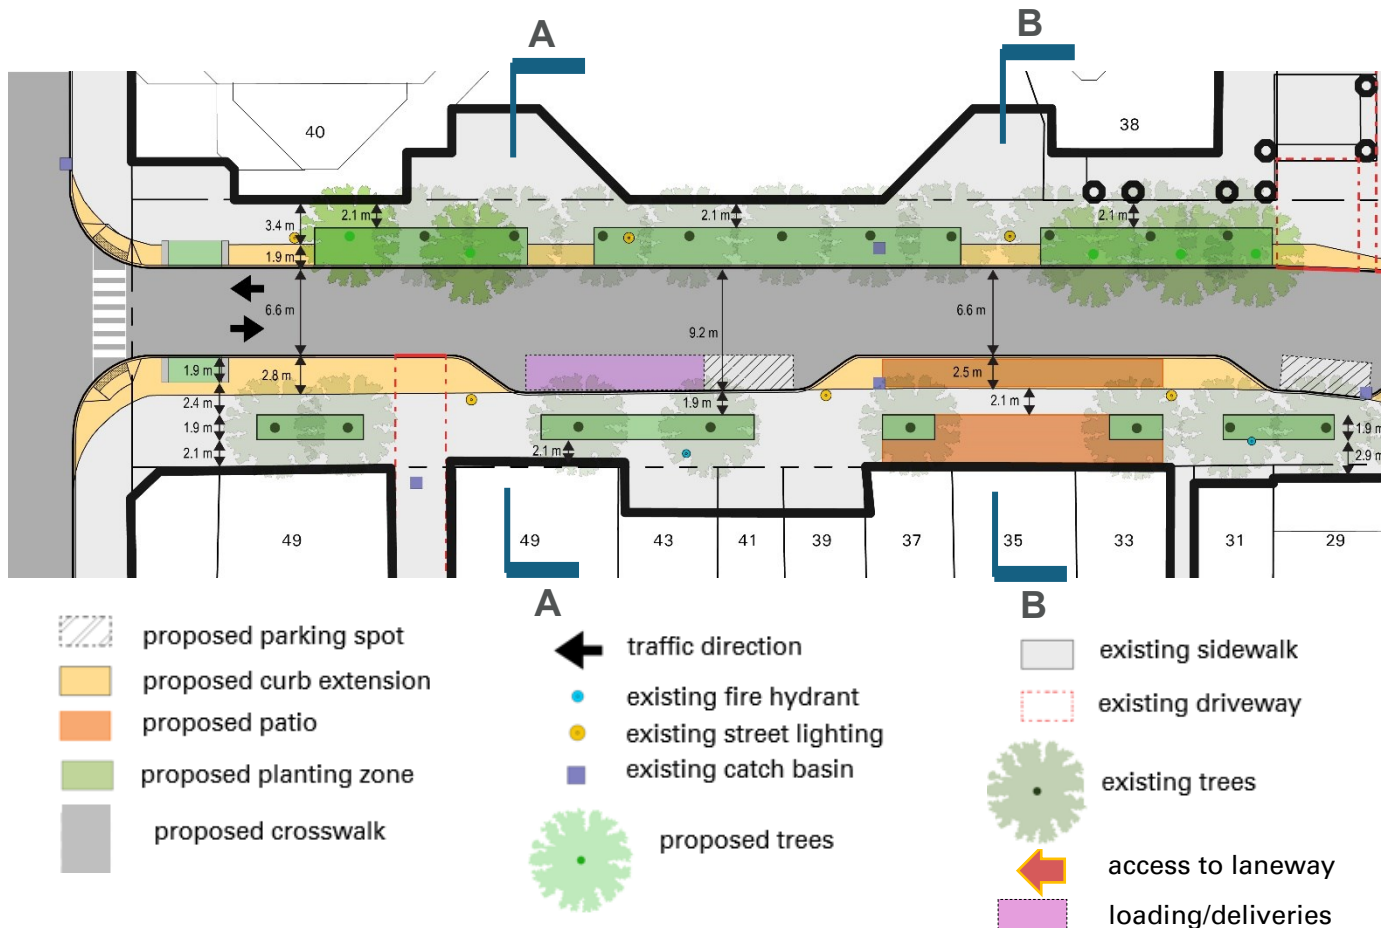 A
B
40
38
2.1 m
2.1 m
2.1 m
3.4 m
1.9 m
6.6 m
9.2 m
6.6 m
1.9 m
2.8 m
2.5 m
2.4 m
1.9 m
2.1 m
1.9 m
1.9 m
2.1 m
2.1 m
2.9 m
49
49
43
41
39
37
35
33
31
29
A
B
proposed parking spot
proposed curb extension
proposed patio
proposed planting zone
proposed crosswalk
traffic direction
existing fire hydrant
existing street lighting
existing catch basin
proposed trees
existing sidewalk
existing driveway
existing trees
access to laneway
loading/deliveries